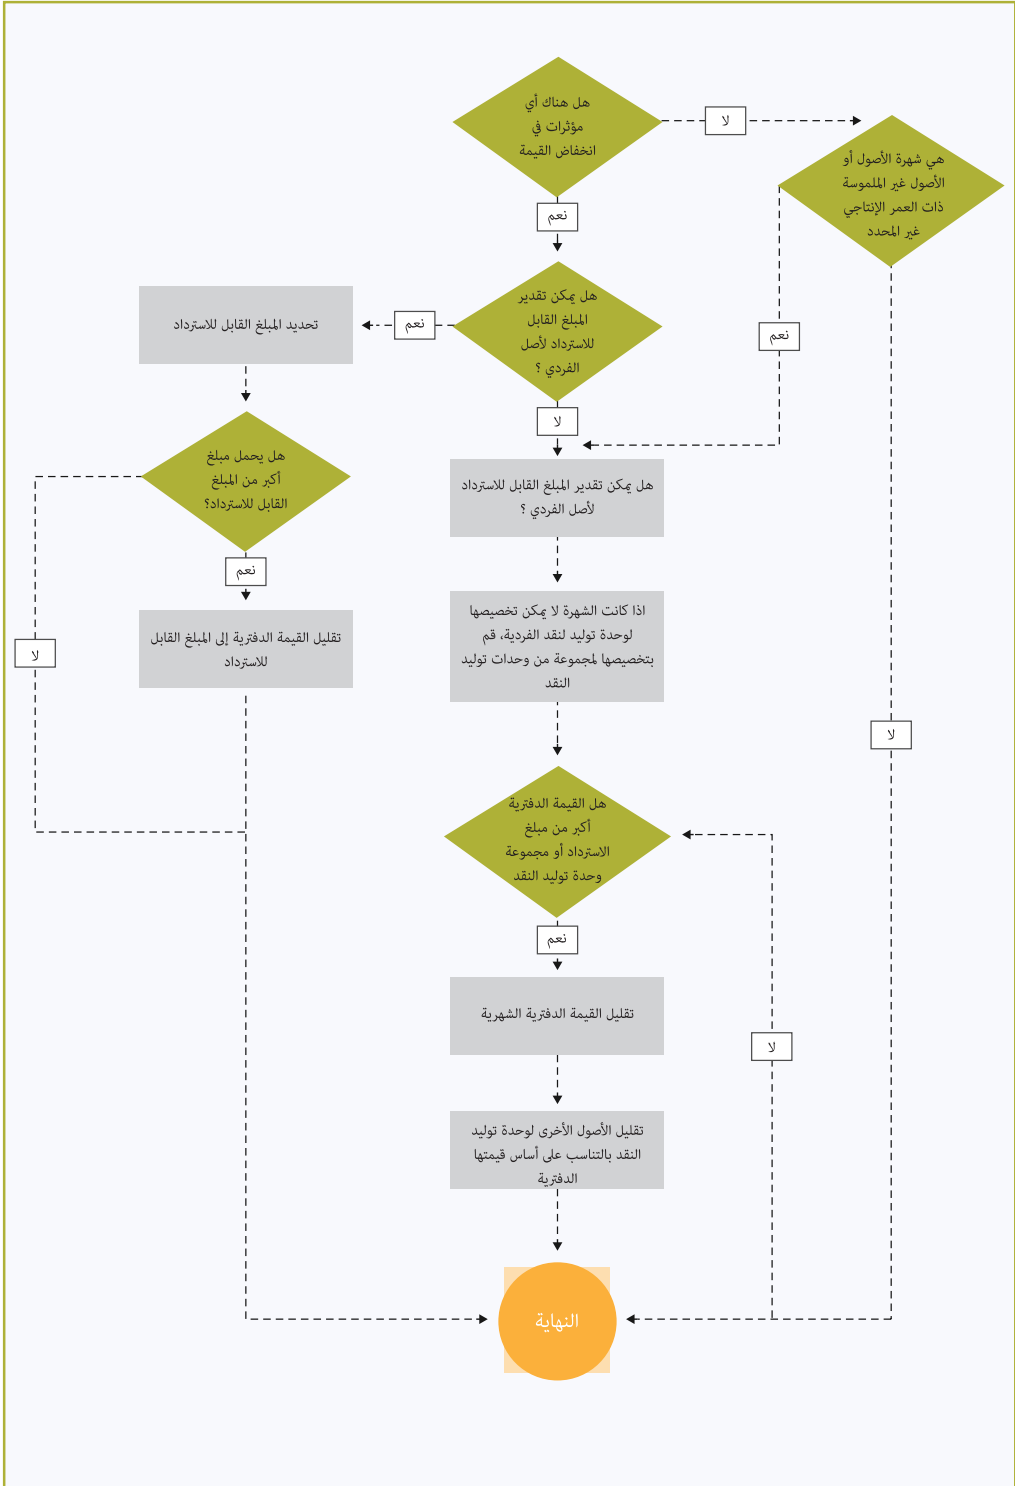 هل هناك أي
مؤثرات في
انخفاض القيمة
لا
هي شهرة الأصول أو
الأصول غير الملموسة
ذات العمر الإنتاجي
غير المحدد
نعم
هل يمكن تقدير
المبلغ القابل
للاسترداد لأصل
الفردي ؟
نعم
تحديد المبلغ القابل للاسترداد
نعم
لا
هل يحمل مبلغ
أكبر من المبلغ
القابل للاسترداد؟
هل يمكن تقدير المبلغ القابل للاسترداد
لأصل الفردي ؟
نعم
اذا كانت الشهرة لا يمكن تخصيصها
لوحدة توليد لنقد الفردية، قم
بتخصيصها لمجموعة من وحدات توليد
النقد
تقليل القيمة الدفترية إلى المبلغ القابل
للاسترداد
لا
لا
هل القيمة الدفترية
أكبر من مبلغ
الاسترداد أو مجموعة
وحدة توليد النقد
نعم
تقليل القيمة الدفترية الشهرية
لا
تقليل الأصول الأخرى لوحدة توليد
النقد بالتناسب على أساس قيمتها
الدفترية
النهاية